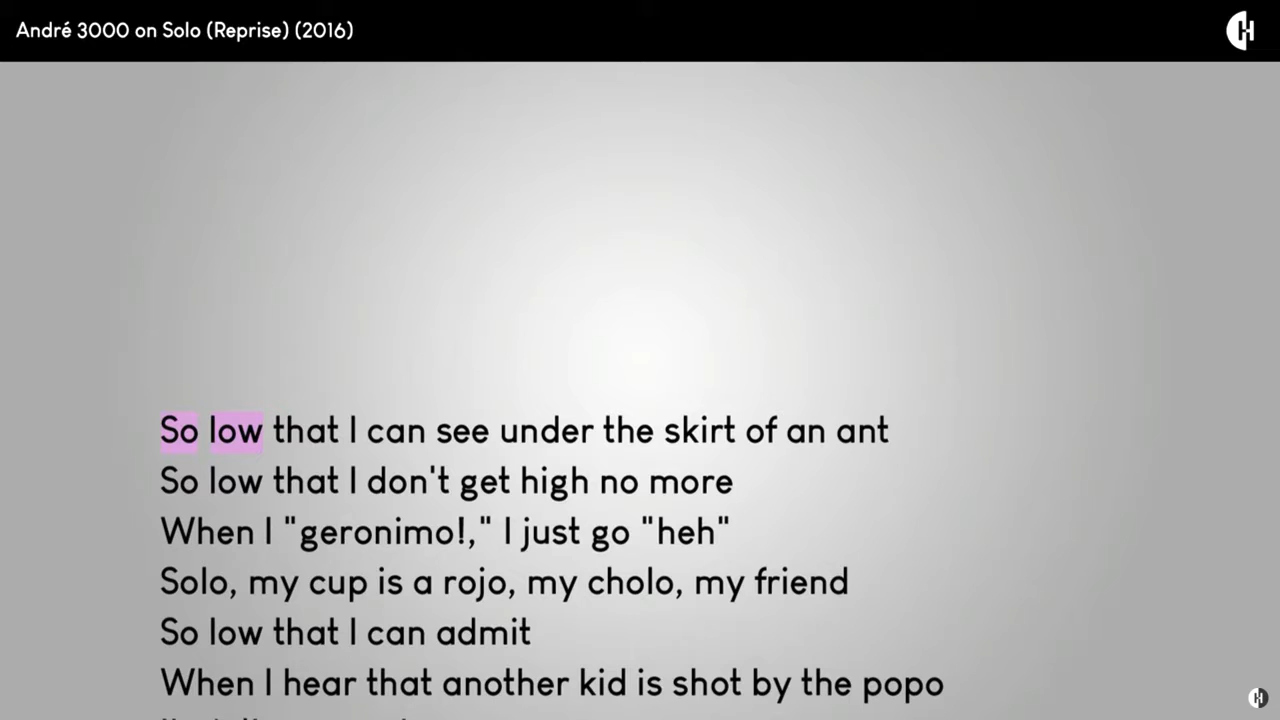 André 3000 on Solo (Reprise) (2016)
So low that I can see under the skirt of an ant
So low that I don't get high no more
When I "geronimo!," I just go "heh"
Solo, my cup is a rojo, my cholo, my friend
So low that I can admit
When I hear that another kid is shot by the popo